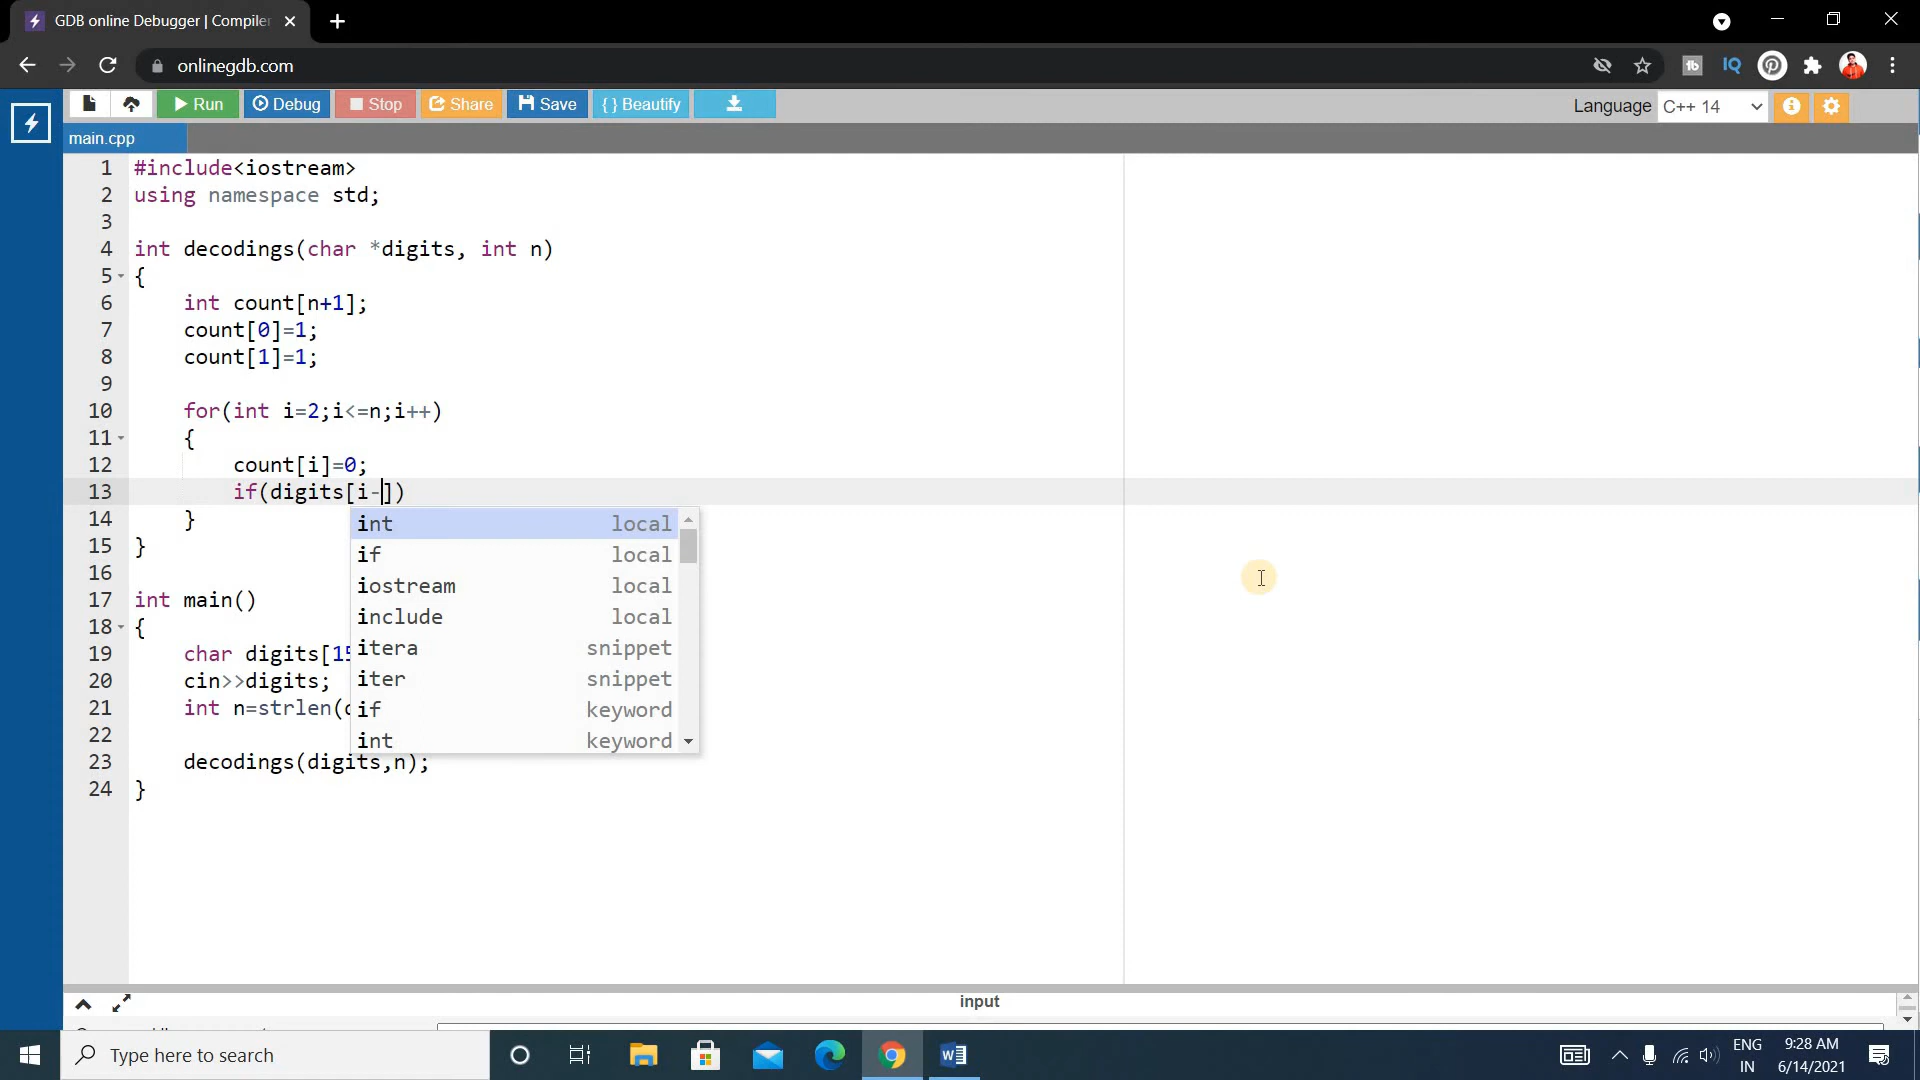 GDB online Debugger | Compiler
onlinegdb.com
Run Debug Stop Share Save { } Beautify Language C++ 14
main.cpp
1 #include<iostream>
2 using namespace std;
3
4 int decodings(char *digits, int n)
5 {
6 int count[n+1];
7 count[0]=1;
8 count[1]=1;
9
10 for(int i=2;i<=n;i++)
11 {
12 count[i]=0;
13 if(digits[i-])
14 }
15 }
16
17 int main()
18 {
19 char digits[15
20 cin>>digits;
21 int n=strlen(
22
23 decodings(digits,n);
24 }
int local
if local
iostream local
include local
itera snippet
iter snippet
if keyword
int keyword
input
Type here to search
ENG
IN
9:28 AM
6/14/2021